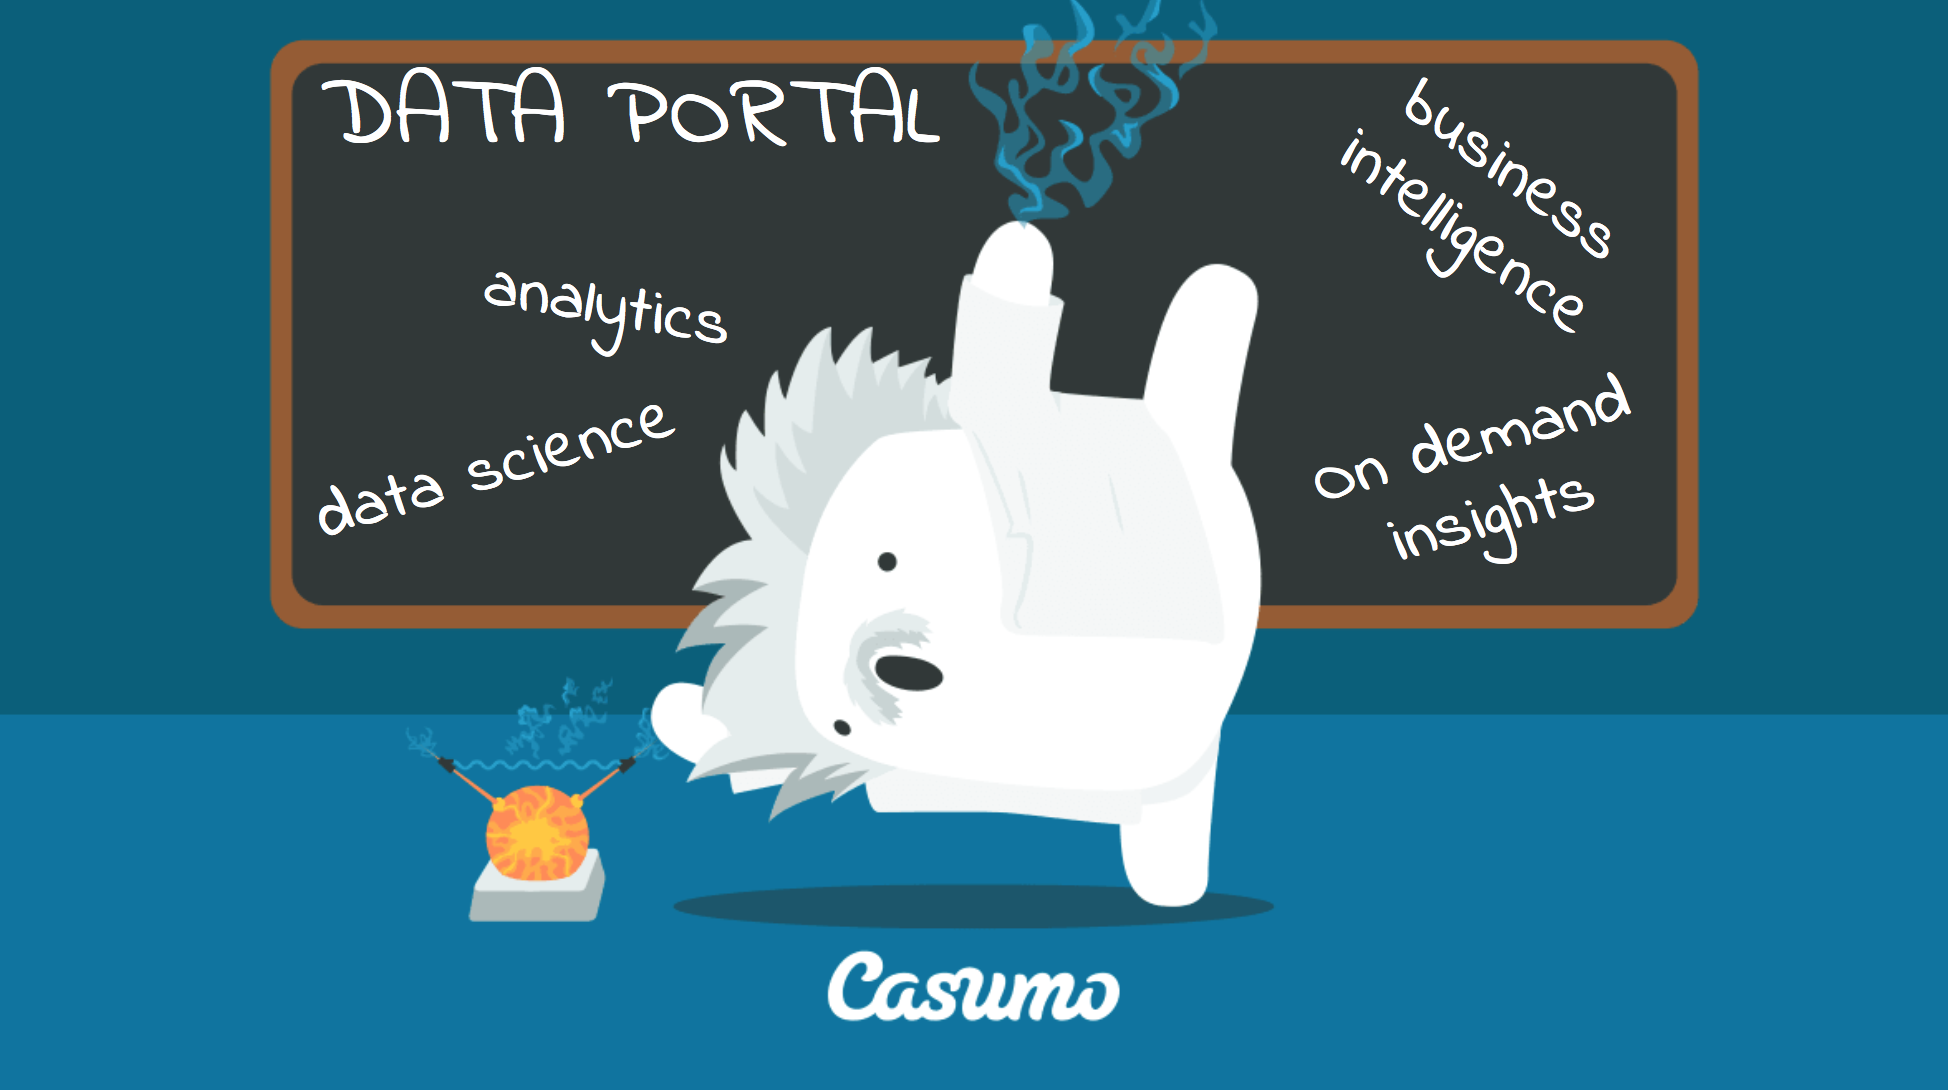 DATA PORTAL
business
intelligence
analytics
data science
on demand
insights
Casumo